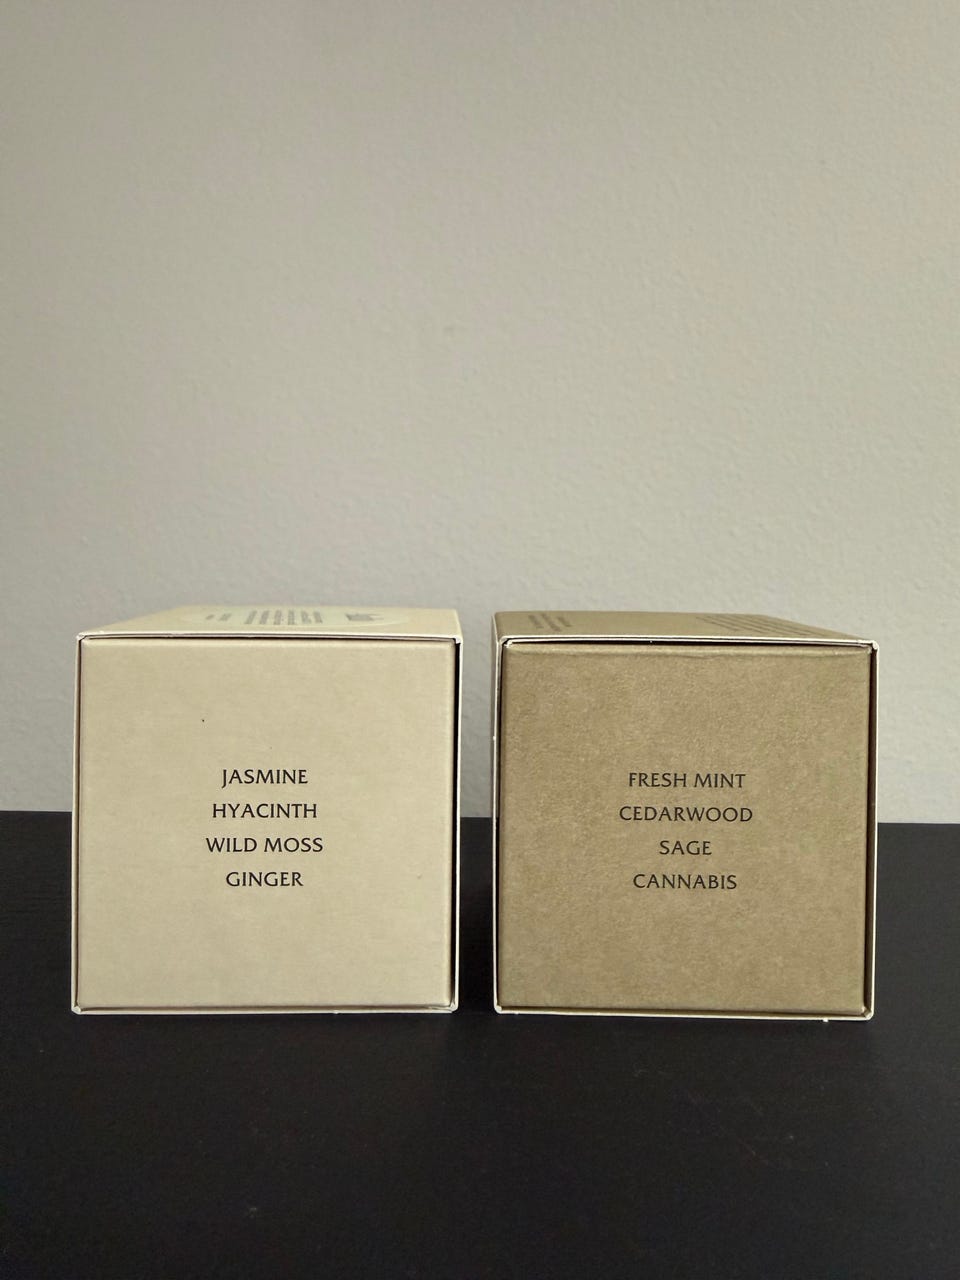 JASMINE
HYACINTH
WILD MOSS
GINGER
FRESH MINT
CEDARWOOD
SAGE
CANNABIS